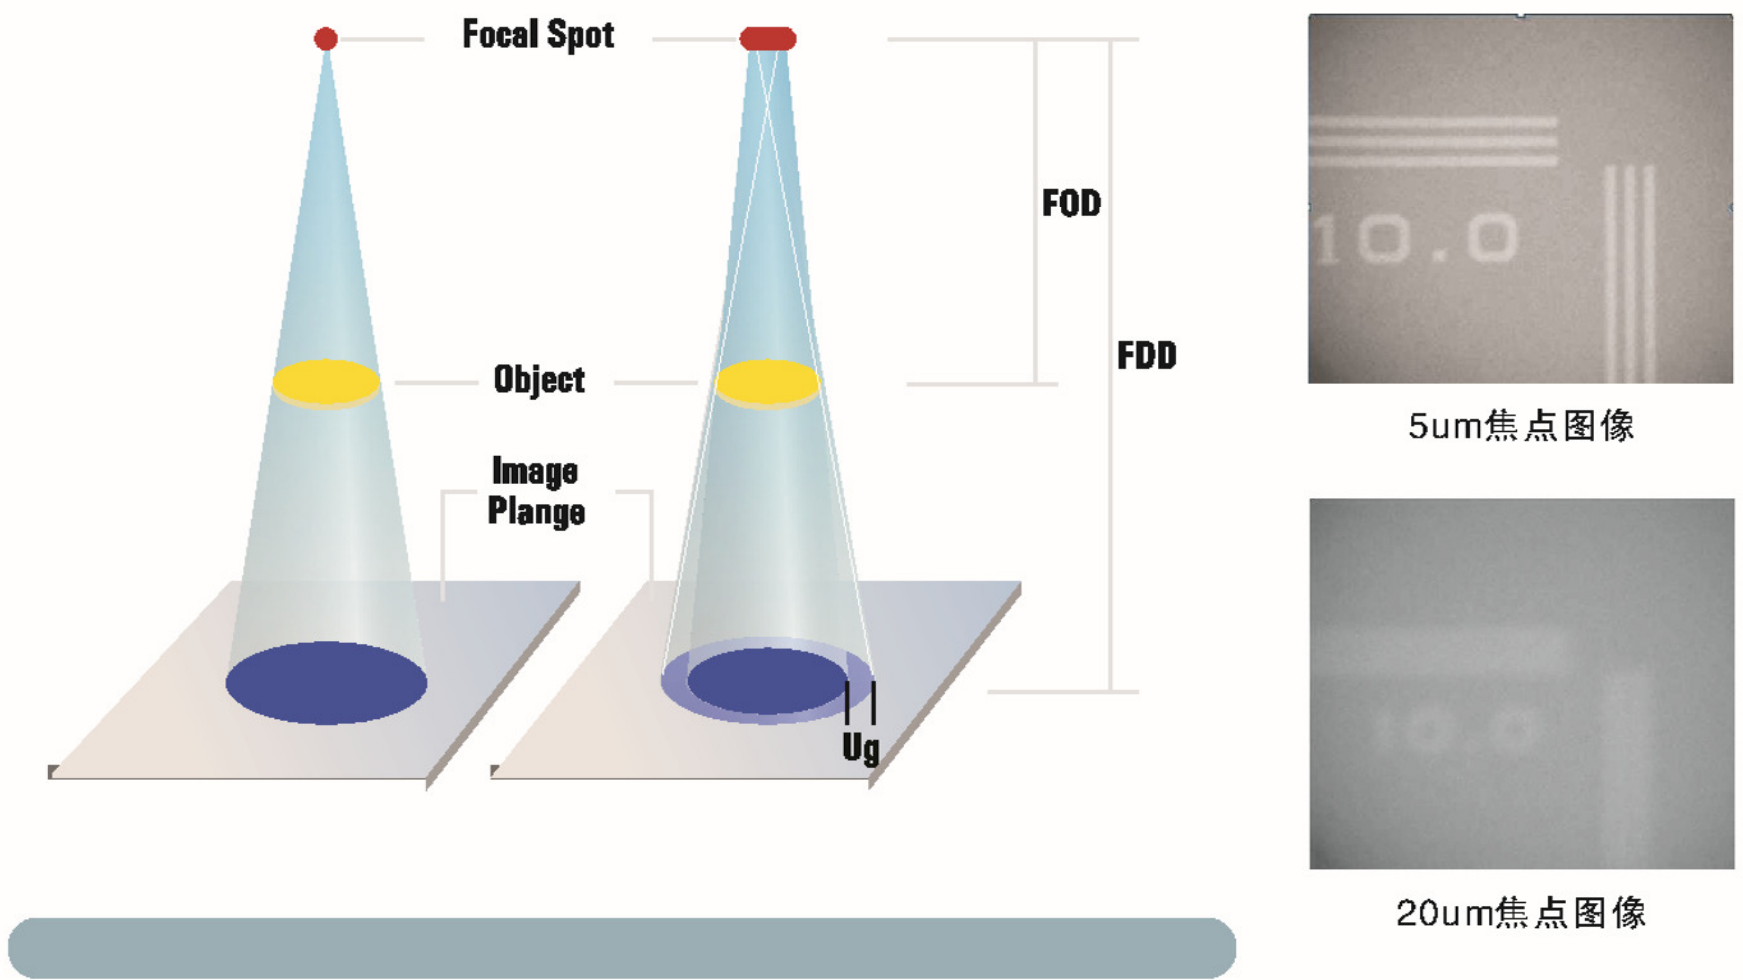 Focal Spot
FOD
FDD
Object
Image
Plange
Ug
10.0
5um焦点图像
10.0
20um焦点图像